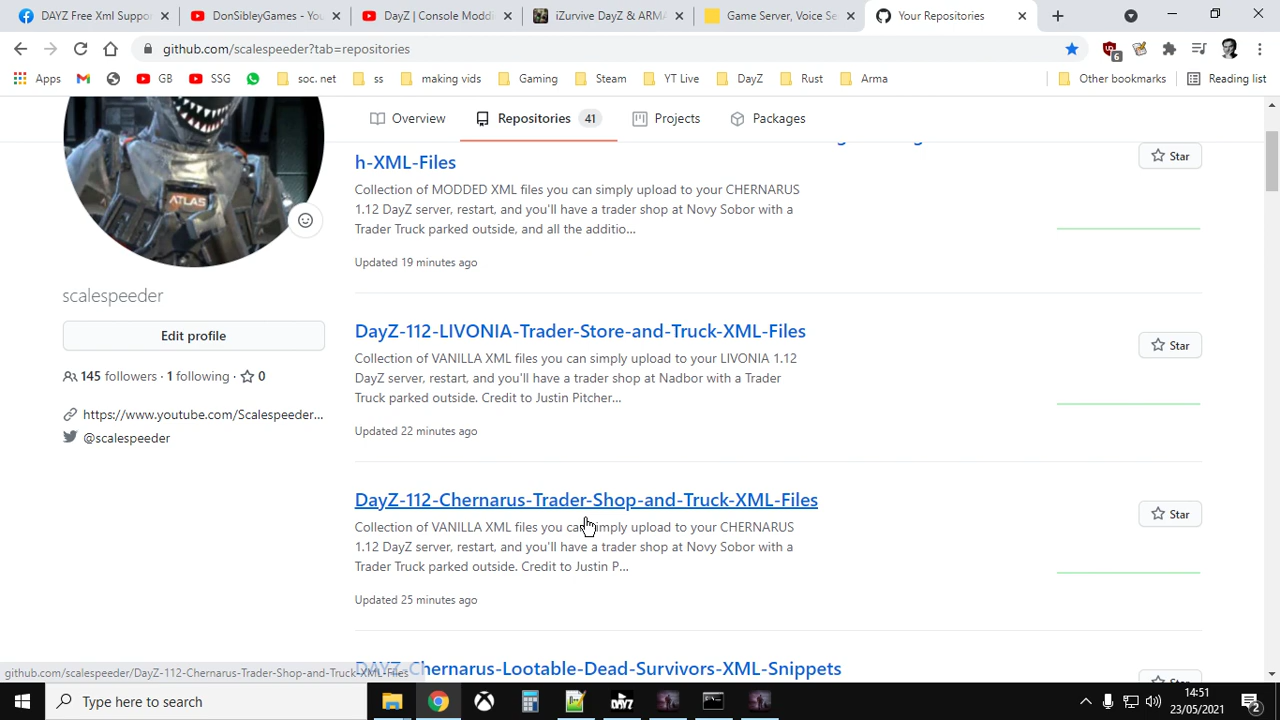 DAYZ Free Xml Suppo
DonSibleyGames - You
DayZ | Console Moddi
iZurvive DayZ & ARMA
Game Server, Voice Se
Your Repositories
github.com/scalespeeder?tab=repositories
6
Apps
GB
SSG
soc. net
ss
making vids
Gaming
Steam
YT Live
DayZ
Rust
Arma
Other bookmarks
Reading list
Overview
Repositories 41
Projects
Packages
h-XML-Files
Star
Collection of MODDED XML files you can simply upload to your CHERNARUS
1.12 DayZ server, restart, and you'll have a trader shop at Novy Sobor with a
Trader Truck parked outside, and all the additio...
Updated 19 minutes ago
ATLAS
scalespeeder
Edit profile
145 followers · 1 following · 0
https://www.youtube.com/Scalespeeder...
@scalespeeder
DayZ-112-LIVONIA-Trader-Store-and-Truck-XML-Files
Star
Collection of VANILLA XML files you can simply upload to your LIVONIA 1.12
DayZ server, restart, and you'll have a trader shop at Nadbor with a Trader
Truck parked outside. Credit to Justin Pitcher...
Updated 22 minutes ago
DayZ-112-Chernarus-Trader-Shop-and-Truck-XML-Files
Star
Collection of VANILLA XML files you can simply upload to your CHERNARUS
1.12 DayZ server, restart, and you'll have a trader shop at Novy Sobor with a
Trader Truck parked outside. Credit to Justin P...
Updated 25 minutes ago
DAYZ-Chernarus-Lootable-Dead-Survivors-XML-Snippets
github.com/scalespeeder/DayZ-112-Chernarus-Trader-Shop-and-Truck-XML-Files
Type here to search
14:51
23/05/2021
2